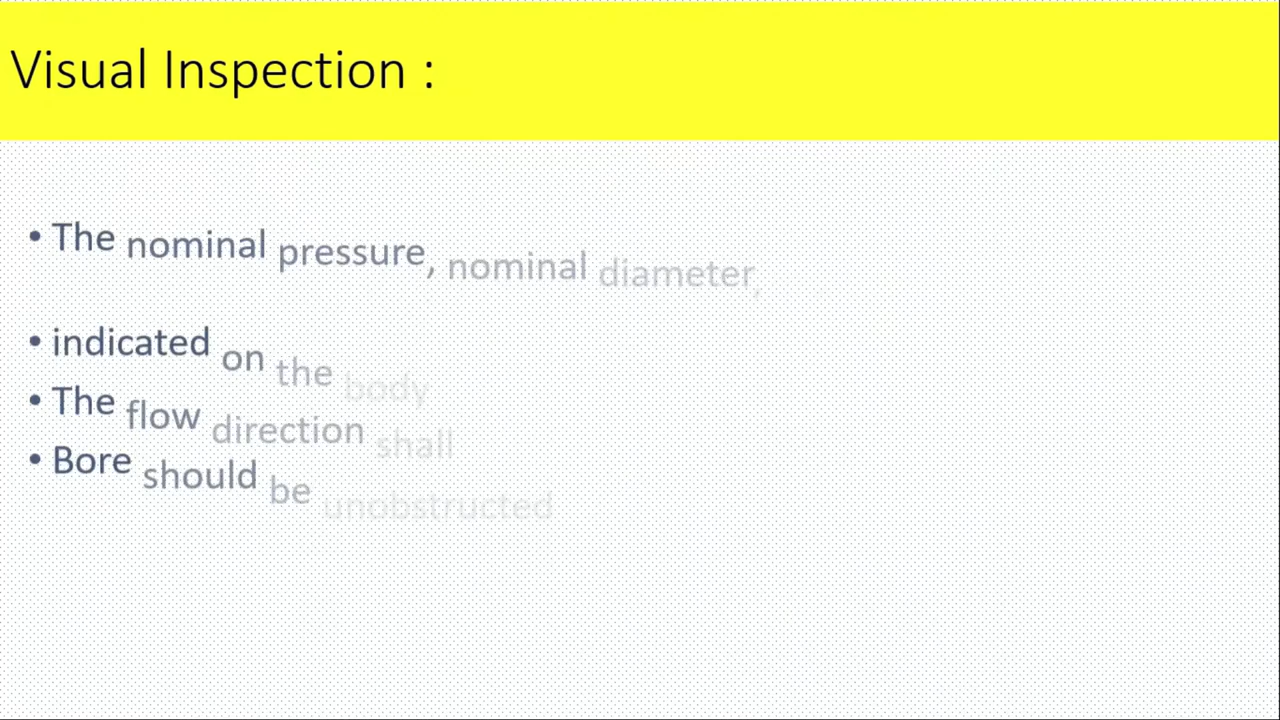 Visual Inspection :
• The nominal pressure, nominal diameter,
• indicated on the body
• The flow direction shall
• Bore should be unobstructed